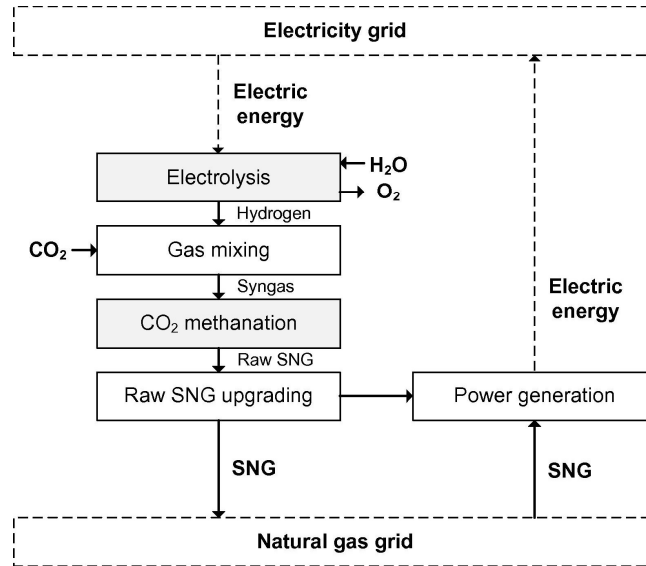 Electricity grid
Electric
energy
H₂O
Electrolysis
O₂
Hydrogen
CO₂
Gas mixing
Syngas
Electric
energy
CO₂ methanation
Raw SNG
Raw SNG upgrading
Power generation
SNG
SNG
Natural gas grid